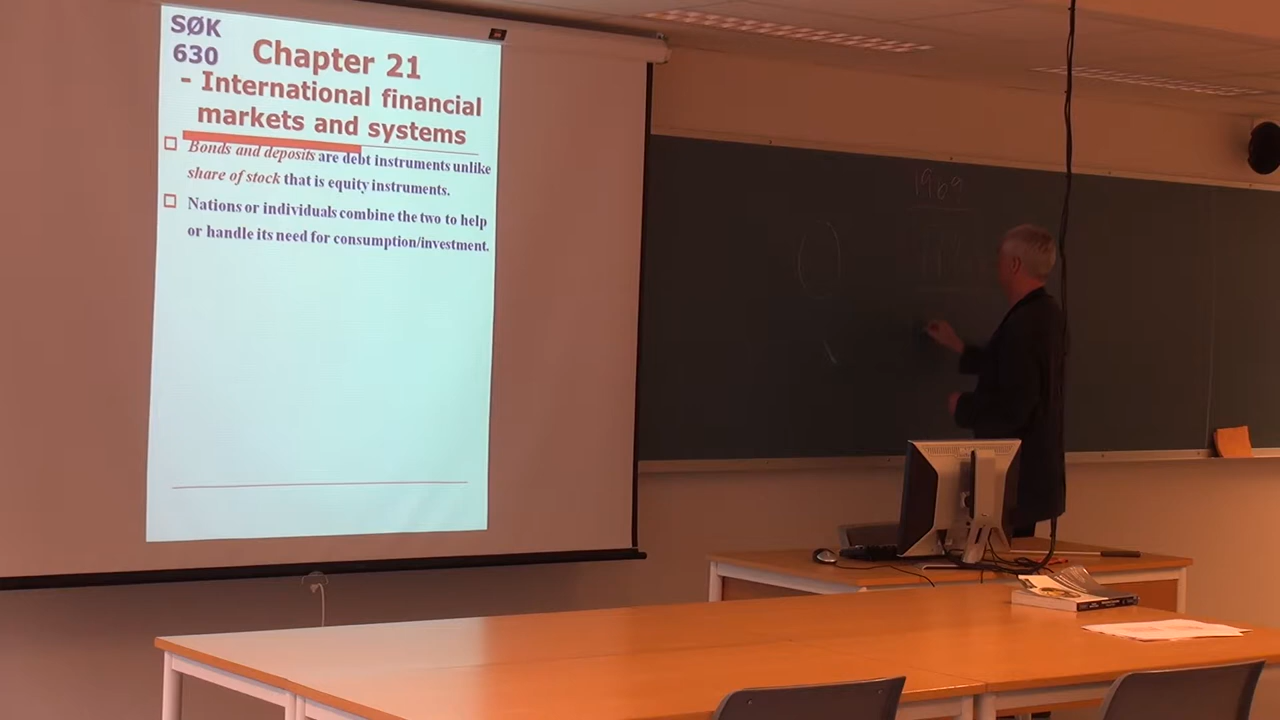 SØK
630
Chapter 21
- International financial
markets and systems
Bonds and deposits are debt instruments unlike
share of stock that is equity instruments.
Nations or individuals combine the two to help
or handle its need for consumption/investment.
1969